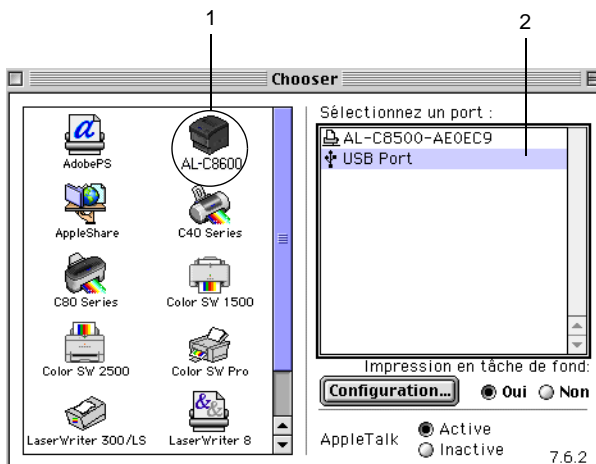 1
2
Chooser
AdobePS
AL-C8600
AppleShare
C40 Series
C80 Series
Color SW 1500
Color SW 2500
Color SW Pro
LaserWriter 300/LS
LaserWriter 8
Sélectionnez un port :
AL-C8500-AE0EC9
USB Port
Impression en tâche de fond:
Configuration...
Oui
Non
AppleTalk
Active
Inactive
7.6.2